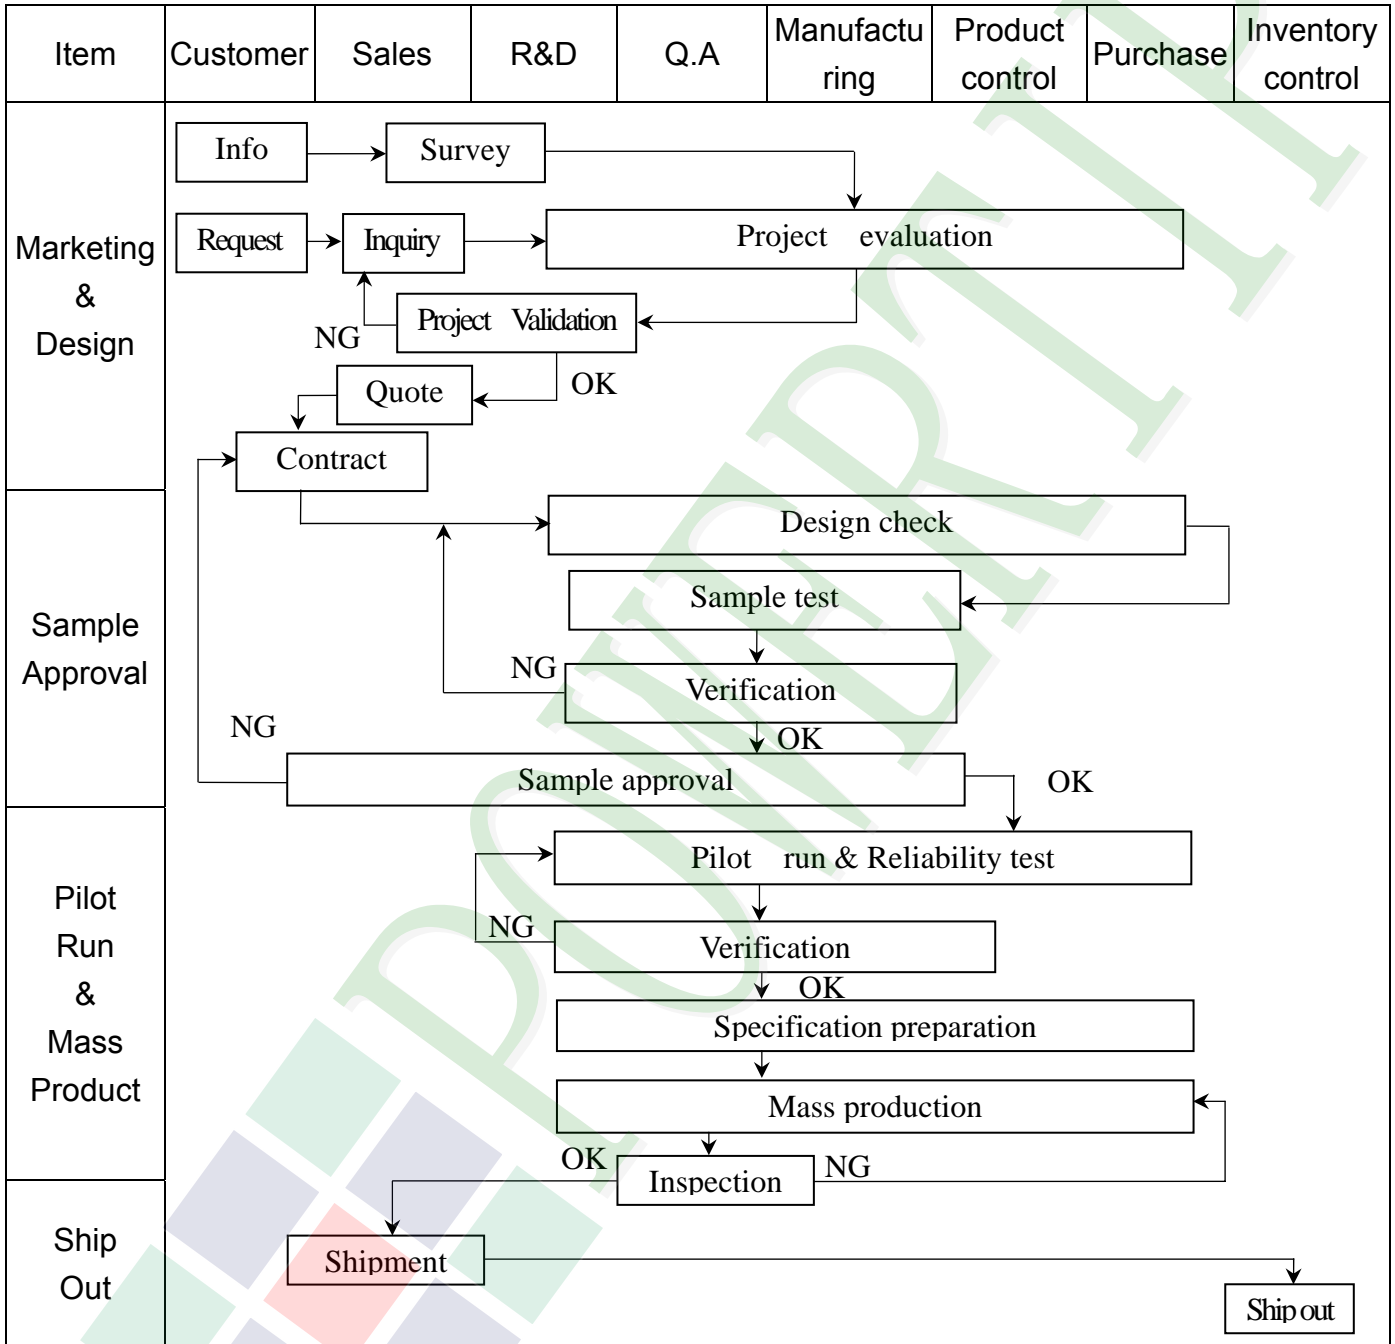 Item Customer Sales R&D Q.A Manufactu Product Purchase Inventory
ring control control
Info Survey
Request Inquiry Project evaluation
Marketing
&
Design
Project Validation
NG
Quote OK
Contract
Design check
Sample test
Sample
Approval
NG Verification
NG OK
Sample approval OK
Pilot run & Reliability test
Pilot
Run
&
Mass
Product
NG Verification
OK
Specification preparation
Mass production
OK Inspection NG
Ship
Out
Shipment
Ship out
POWERTIP